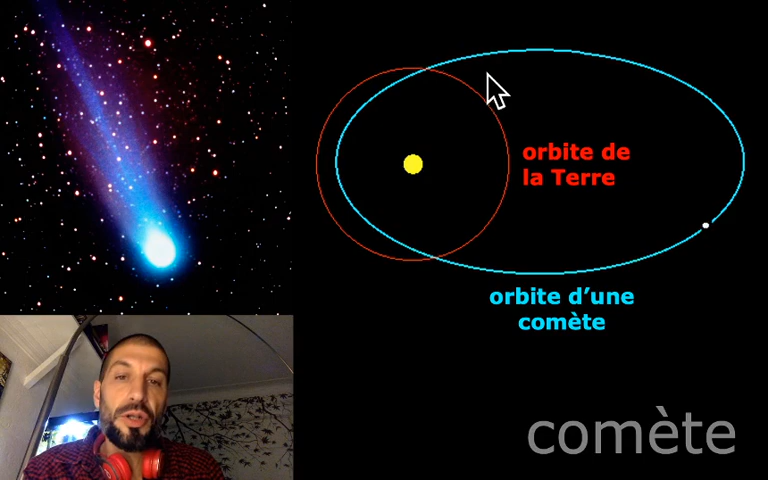 orbite de
la Terre
orbite d’une
comète
comète